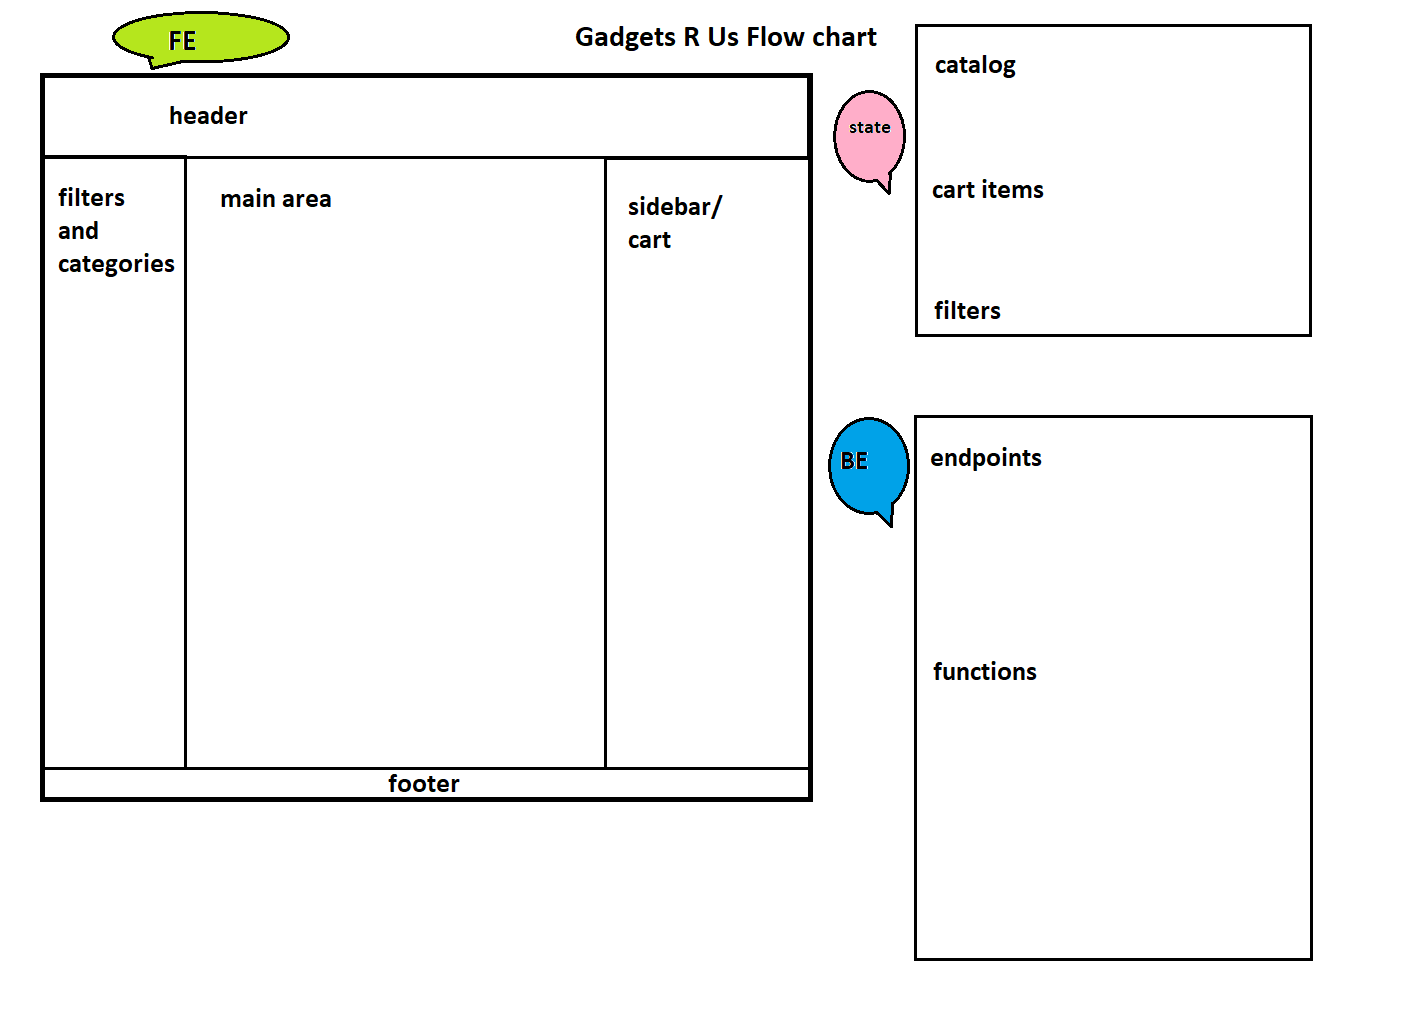 FE
Gadgets R Us Flow chart
header
filters
and
categories
main area
sidebar/
cart
footer
state
catalog
cart items
filters
BE
endpoints
functions